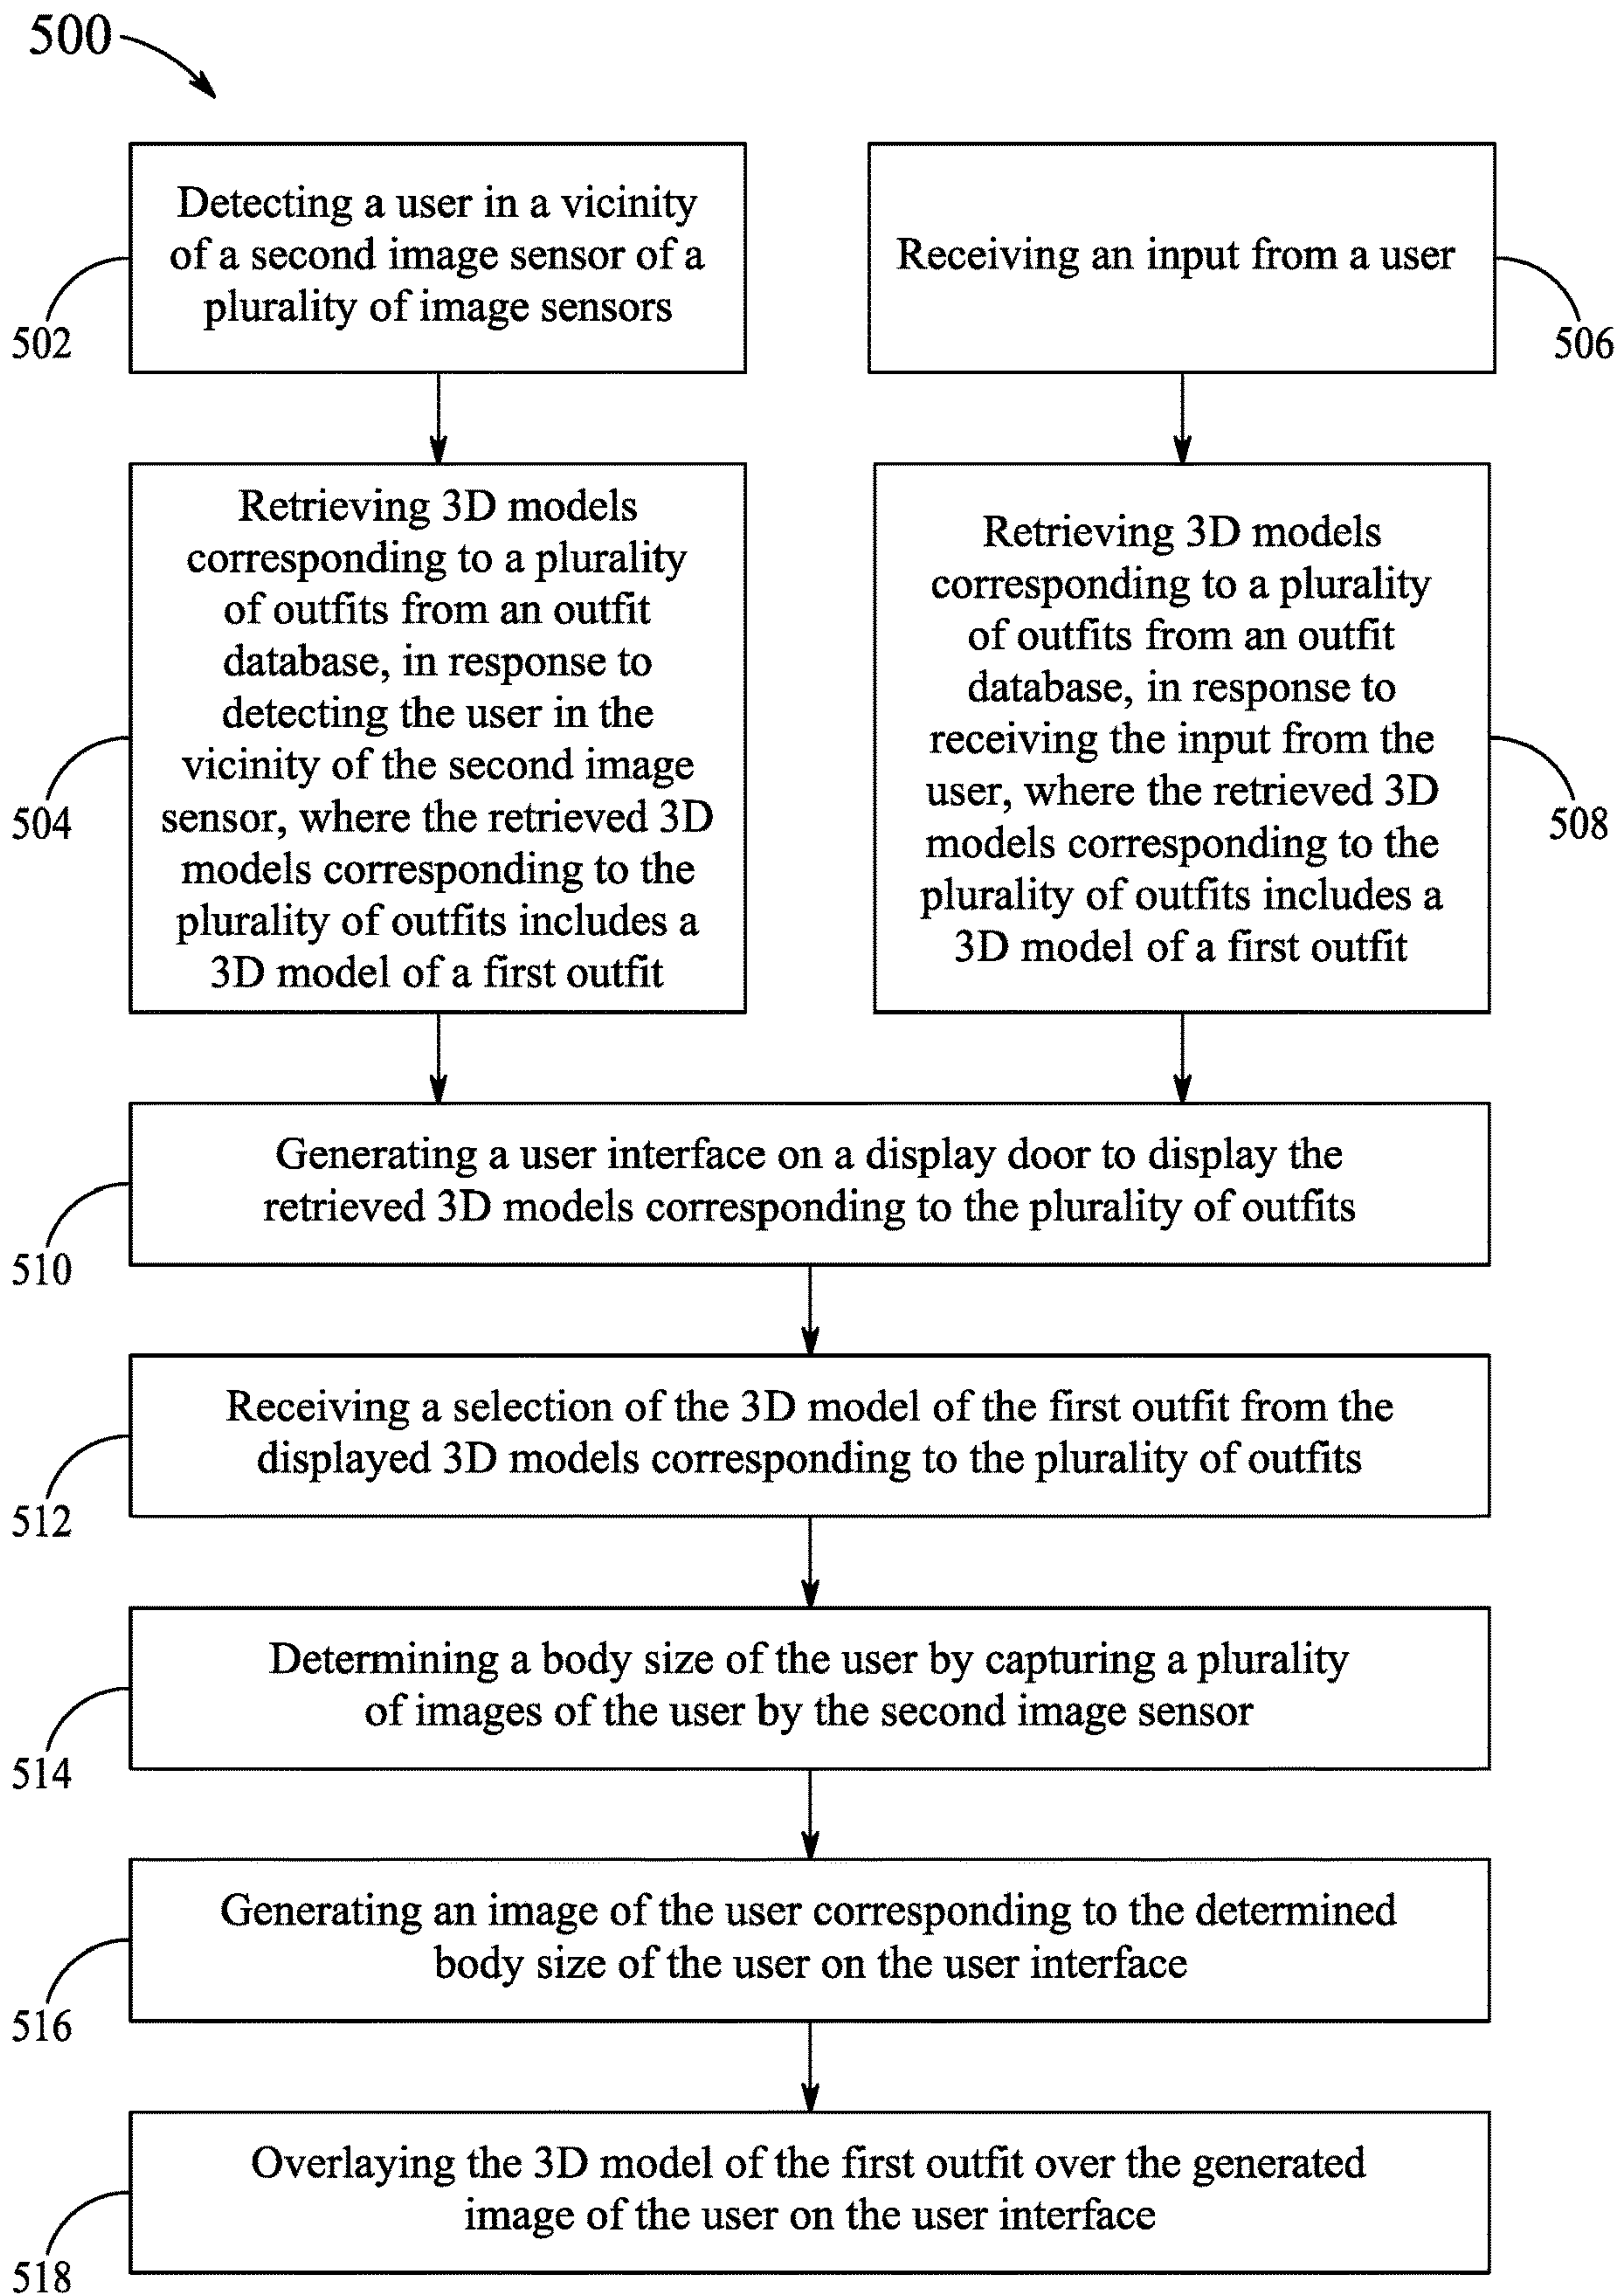 500
Detecting a user in a vicinity
of a second image sensor of a
plurality of image sensors
502
Receiving an input from a user
506
Retrieving 3D models
corresponding to a plurality
of outfits from an outfit
database, in response to
detecting the user in the
vicinity of the second image
sensor, where the retrieved 3D
models corresponding to the
plurality of outfits includes a
3D model of a first outfit
504
Retrieving 3D models
corresponding to a plurality
of outfits from an outfit
database, in response to
receiving the input from the
user, where the retrieved 3D
models corresponding to the
plurality of outfits includes a
3D model of a first outfit
508
Generating a user interface on a display door to display the
retrieved 3D models corresponding to the plurality of outfits
510
Receiving a selection of the 3D model of the first outfit from the
displayed 3D models corresponding to the plurality of outfits
512
Determining a body size of the user by capturing a plurality
of images of the user by the second image sensor
514
Generating an image of the user corresponding to the determined
body size of the user on the user interface
516
Overlaying the 3D model of the first outfit over the generated
image of the user on the user interface
518